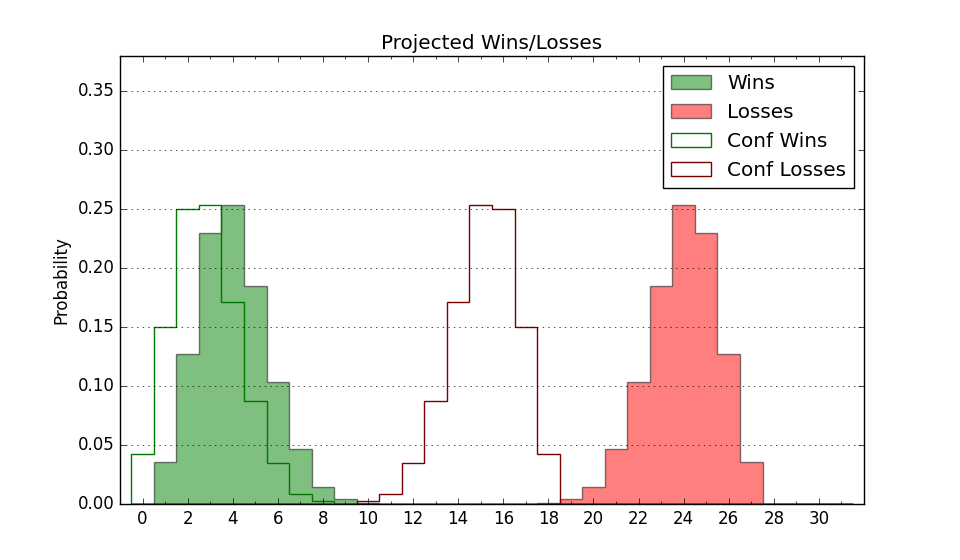 Projected Wins/Losses
Wins
Losses
Conf Wins
Conf Losses
Probability
0.35
0.30
0.25
0.20
0.15
0.10
0.05
0.00
0 2 4 6 8 10 12 14 16 18 20 22 24 26 28 30